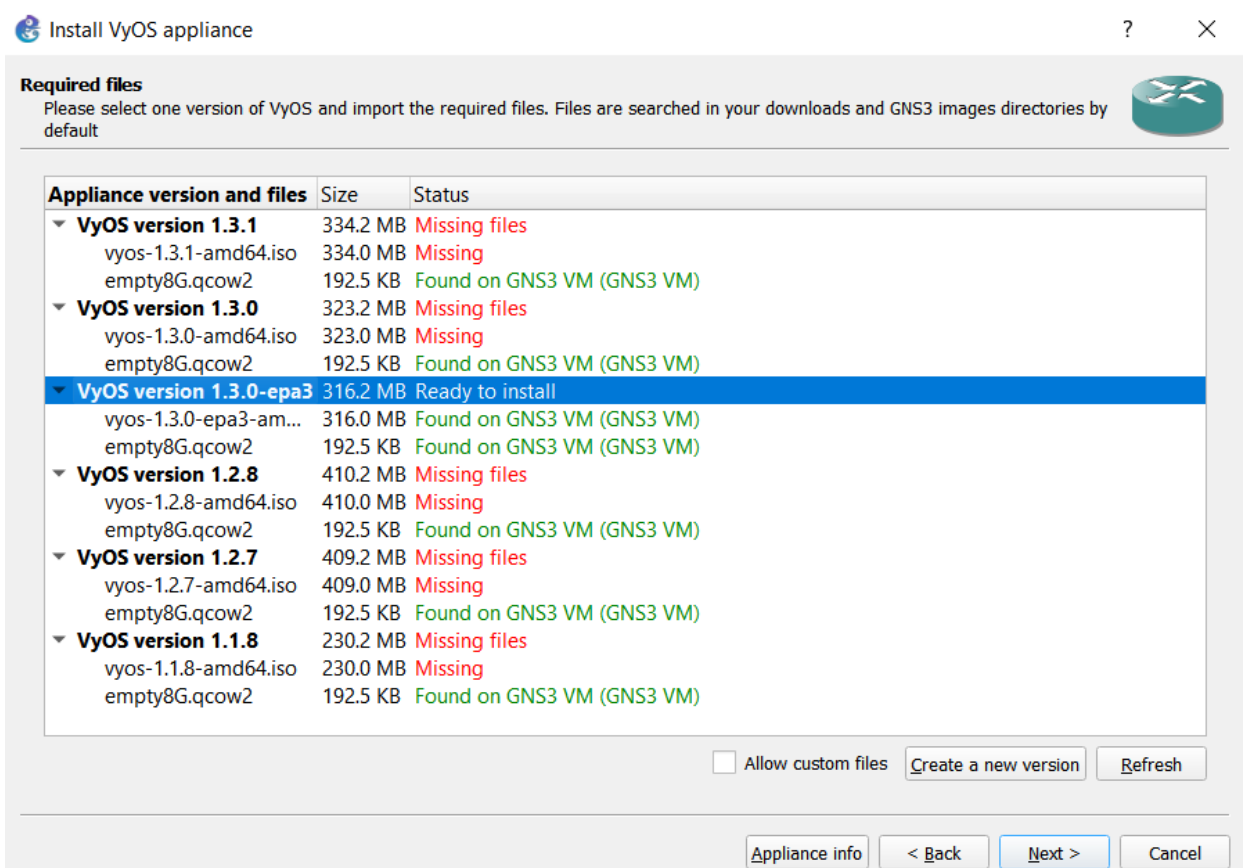 Install VyOS appliance ?
Required files
Please select one version of VyOS and import the required files. Files are searched in your downloads and GNS3 images directories by
default
Appliance version and files Size Status
VyOS version 1.3.1 334.2 MB Missing files
vyos-1.3.1-amd64.iso 334.0 MB Missing
empty8G.qcow2 192.5 KB Found on GNS3 VM (GNS3 VM)
VyOS version 1.3.0 323.2 MB Missing files
vyos-1.3.0-amd64.iso 323.0 MB Missing
empty8G.qcow2 192.5 KB Found on GNS3 VM (GNS3 VM)
VyOS version 1.3.0-epa3 316.2 MB Ready to install
vyos-1.3.0-epa3-am... 316.0 MB Found on GNS3 VM (GNS3 VM)
empty8G.qcow2 192.5 KB Found on GNS3 VM (GNS3 VM)
VyOS version 1.2.8 410.2 MB Missing files
vyos-1.2.8-amd64.iso 410.0 MB Missing
empty8G.qcow2 192.5 KB Found on GNS3 VM (GNS3 VM)
VyOS version 1.2.7 409.2 MB Missing files
vyos-1.2.7-amd64.iso 409.0 MB Missing
empty8G.qcow2 192.5 KB Found on GNS3 VM (GNS3 VM)
VyOS version 1.1.8 230.2 MB Missing files
vyos-1.1.8-amd64.iso 230.0 MB Missing
empty8G.qcow2 192.5 KB Found on GNS3 VM (GNS3 VM)
Allow custom files Create a new version Refresh
Appliance info < Back Next > Cancel